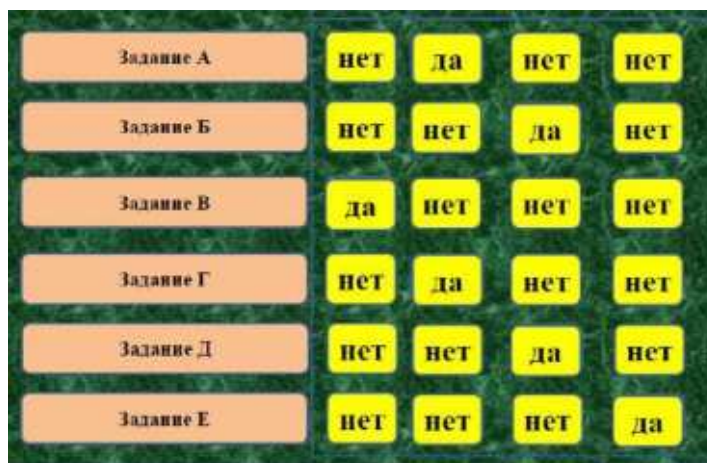 Задание А нет да нет нет
Задание Б нет нет да нет
Задание В да нет нет нет
Задание Г нет да нет нет
Задание Д нет нет да нет
Задание Е нет нет нет да